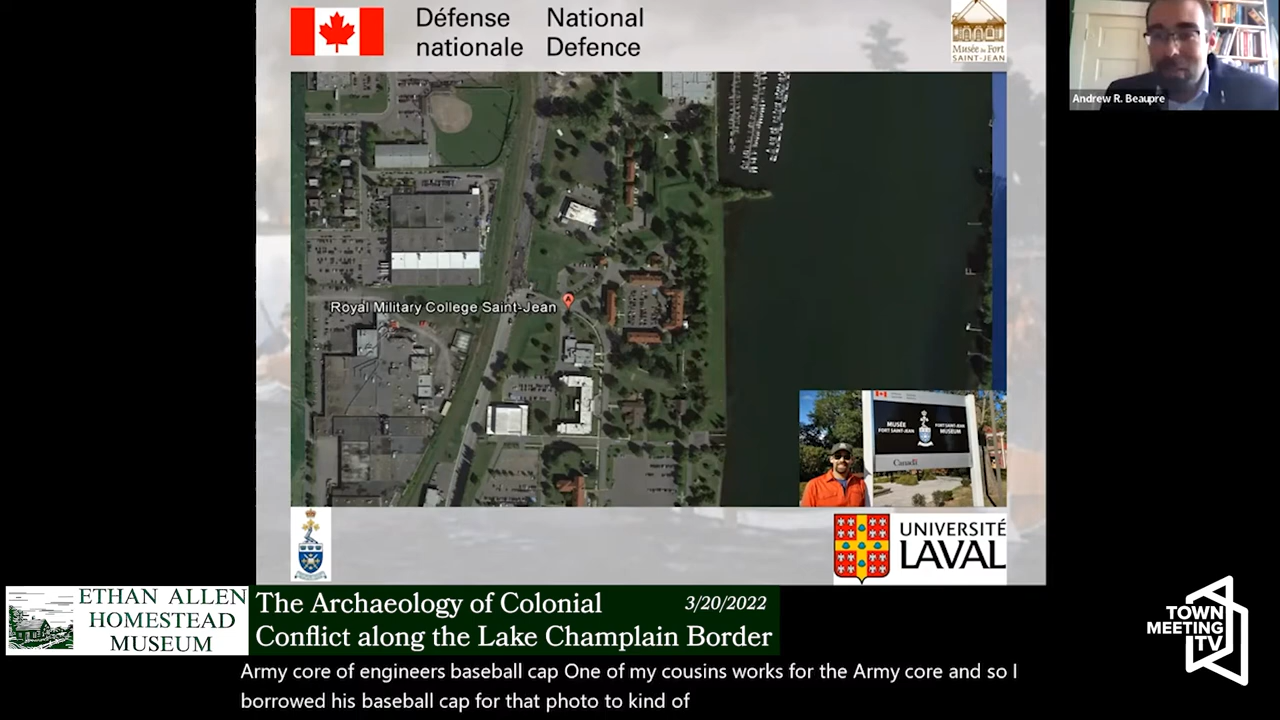 Défense
nationale
National
Defence
Musée du Fort
SAINT-JEAN
Andrew R. Beaupre
Royal Military College Saint-Jean
MUSÉE
FORT SAINT-JEAN
FORT SAINT-JEAN
MUSEUM
Canada
UNIVERSITÉ
LAVAL
ETHAN ALLEN
HOMESTEAD
MUSEUM
The Archaeology of Colonial
3/20/2022
Conflict along the Lake Champlain Border
TOWN
MEETING
TV
Army core of engineers baseball cap One of my cousins works for the Army core and so I
borrowed his baseball cap for that photo to kind of